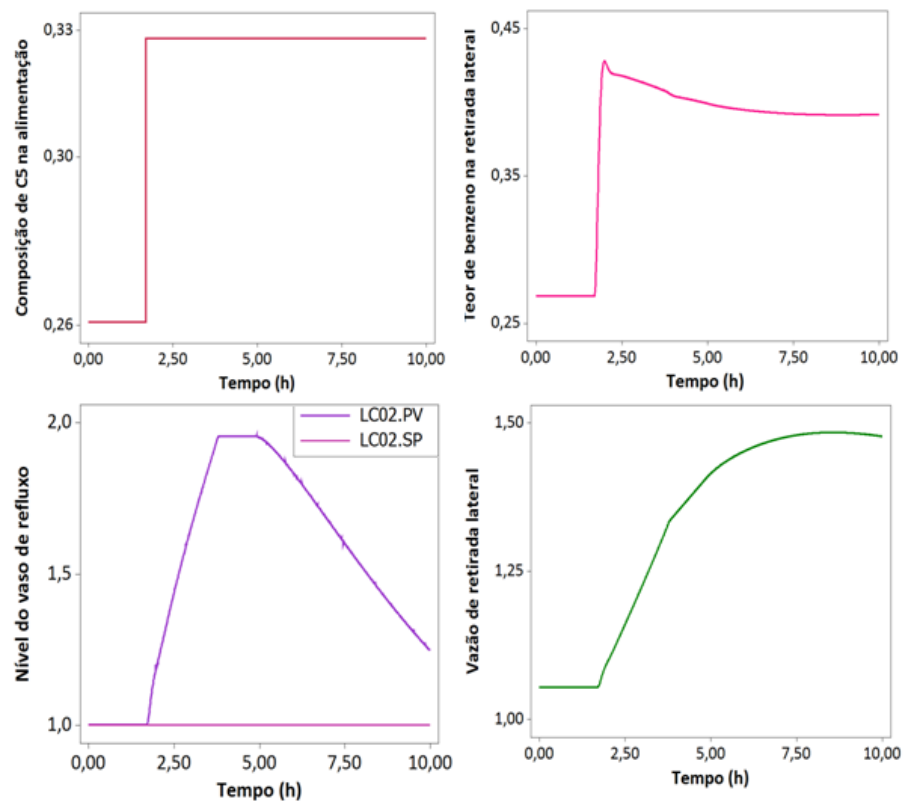 Composição de C5 na alimentação
0,33
0,30
0,26
0,00 2,50 5,00 7,50 10,00
Tempo (h)
Teor de benzeno na retirada lateral
0,45
0,35
0,25
0,00 2,50 5,00 7,50 10,00
Tempo (h)
Nível do vaso de refluxo
2,0
1,5
1,0
LC02.PV
LC02.SP
0,00 2,50 5,00 7,50 10,00
Tempo (h)
Vazão de retirada lateral
1,50
1,25
1,00
0,00 2,50 5,00 7,50 10,00
Tempo (h)